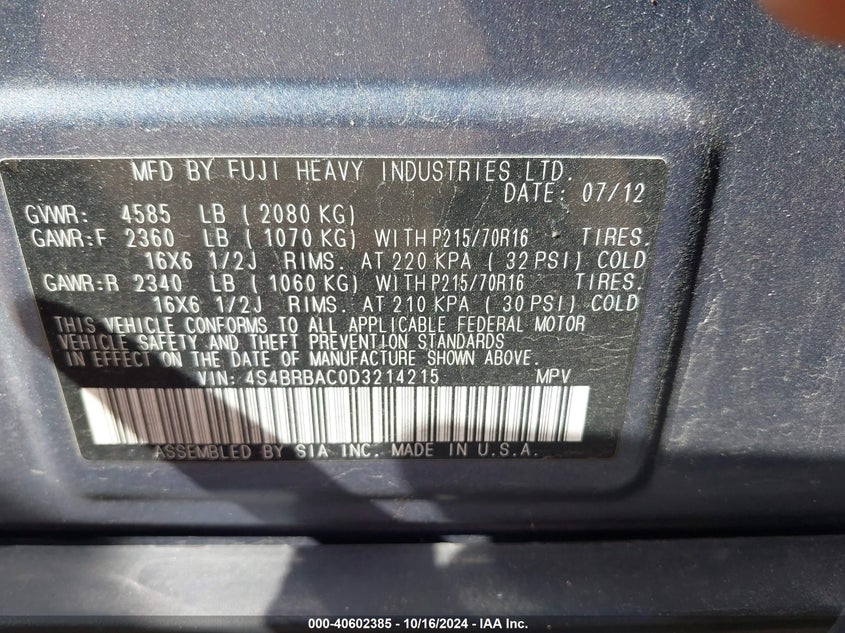 MFD BY FUJI HEAVY INDUSTRIES LTD.
DATE: 07/12
GVWR: 4585 LB ( 2080 KG)
GAWR:F 2360 LB ( 1070 KG) WITH P215/70R16 TIRES.
16X6 1/2J RIMS. AT 220 KPA ( 32 PSI) COLD
GAWR:R 2340 LB ( 1060 KG) WITH P215/70R16 TIRES.
16X6 1/2J RIMS. AT 210 KPA ( 30 PSI) COLD
THIS VEHICLE CONFORMS TO ALL APPLICABLE FEDERAL MOTOR
VEHICLE SAFETY AND THEFT PREVENTION STANDARDS
IN EFFECT ON THE DATE OF MANUFACTURE SHOWN ABOVE.
VIN: 4S4BRBAC0D3214215 MPV
ASSEMBLED BY SIA INC. MADE IN U.S.A.
000-40602385 - 10/16/2024 - IAA Inc.